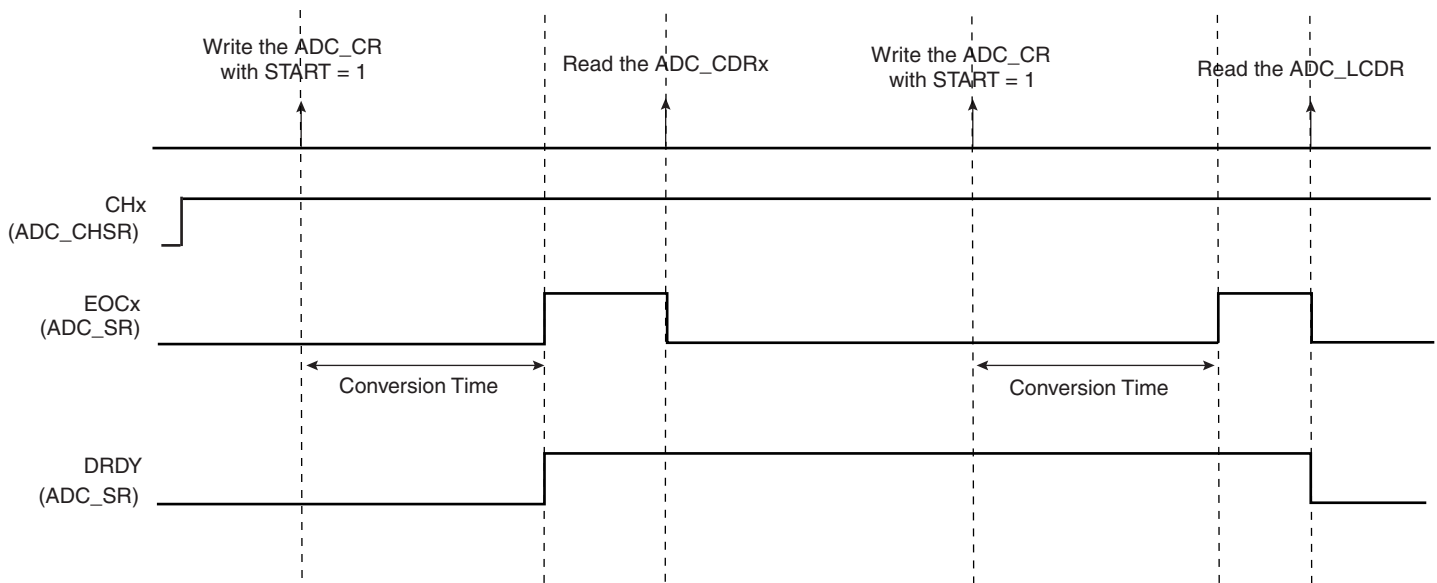 Write the ADC_CR
with START = 1
Read the ADC_CDRx
Write the ADC_CR
with START = 1
Read the ADC_LCDR
CHx
(ADC_CHSR)
EOCx
(ADC_SR)
Conversion Time
Conversion Time
DRDY
(ADC_SR)